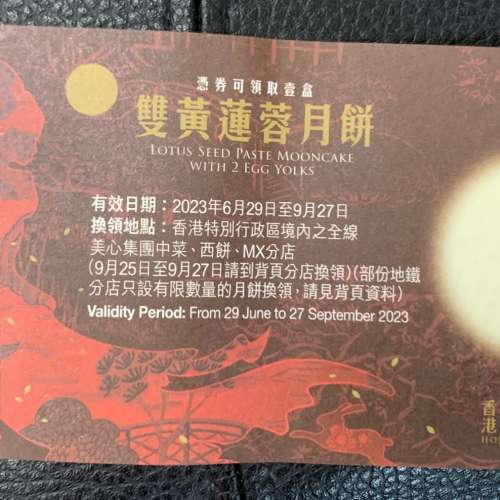 憑券可領取壹盒
雙黃蓮蓉月餅
LOTUS SEED PASTE MOONCAKE
WITH 2 EGG YOLKS
有效日期：2023年6月29日至9月27日
換領地點：香港特別行政區境內之全線
美心集團中菜、西餅、MX分店
(9月25日至9月27日請到背頁分店換領)(部份地鐵
分店只設有限數量的月餅換領，請見背頁資料)
Validity Period: From 29 June to 27 September 2023
香港